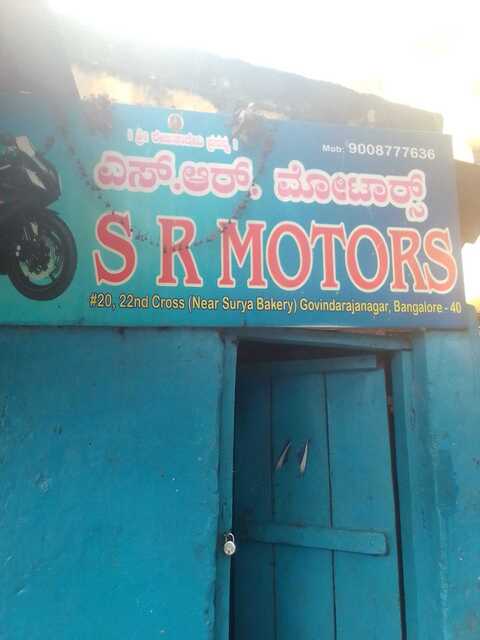 Mob: 9008777636
ಎಸ್.ಆರ್. ಮೋಟಾರ್ಸ್
S R MOTORS
#20, 22nd Cross (Near Surya Bakery) Govindarajanagar, Bangalore - 40